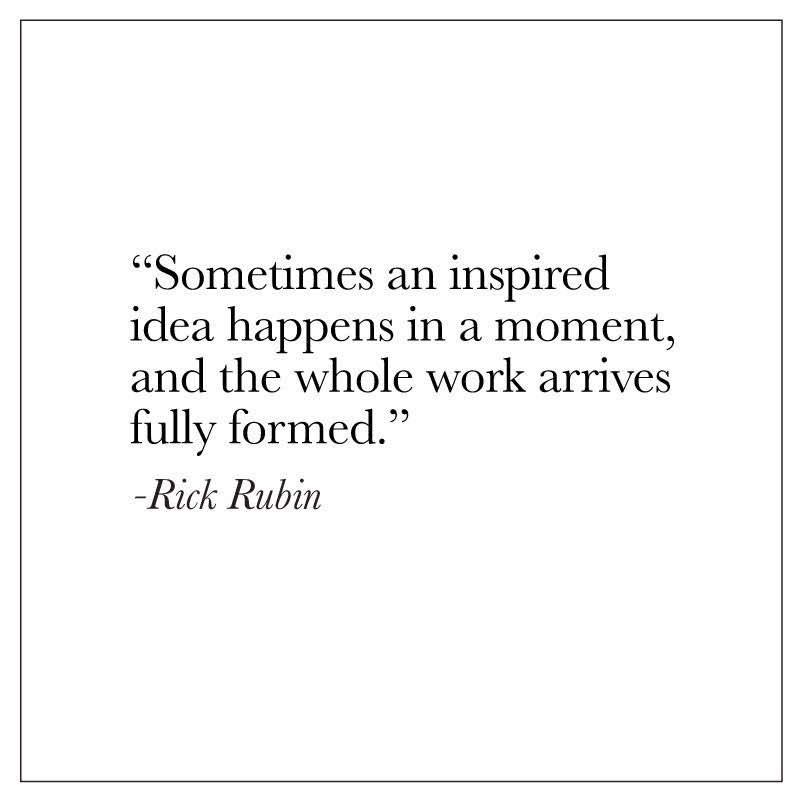 “Sometimes an inspired
idea happens in a moment,
and the whole work arrives
fully formed.”
-Rick Rubin